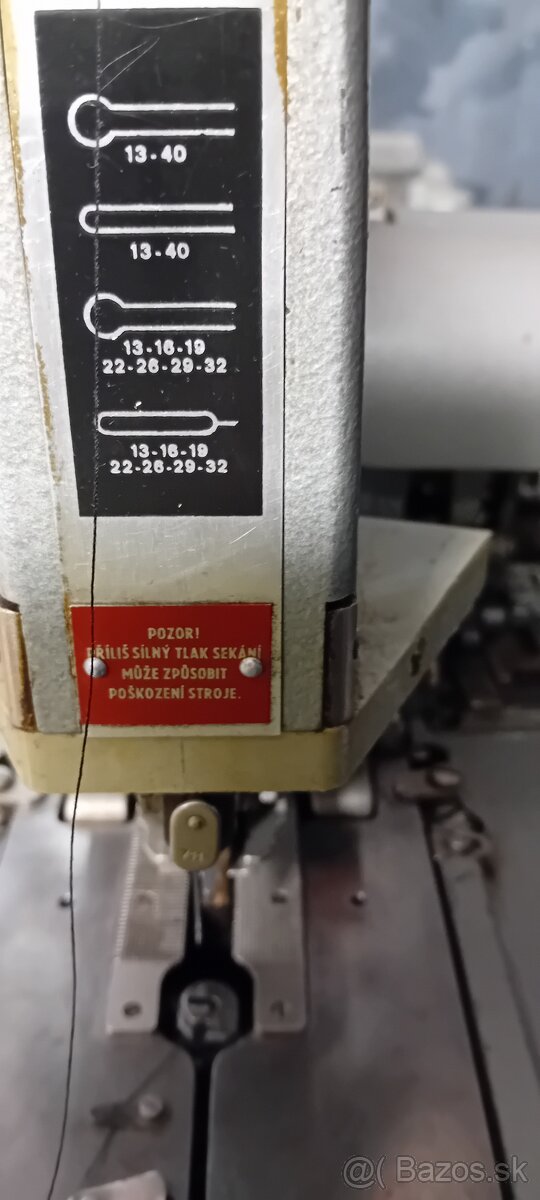 13-40
13-40
13-16-19
22-26-29-32
13-16-19
22-26-29-32
POZOR!
PŘÍLIŠ SILNÝ TLAK SEKÁNÍ
MŮŽE ZPŮSOBIT
POŠKOZENÍ STROJE.
@( Bazos.sk